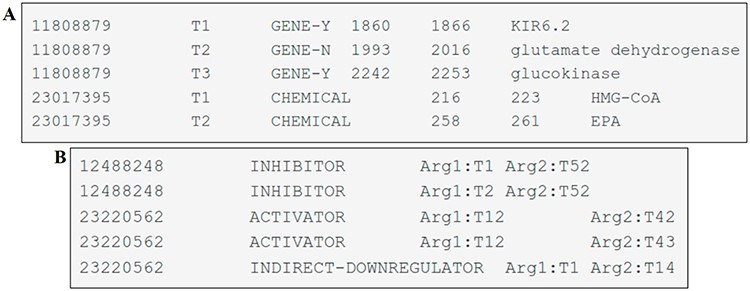 A
11808879 T1 GENE-Y 1860 1866 KIR6.2
11808879 T2 GENE-N 1993 2016 glutamate dehydrogenase
11808879 T3 GENE-Y 2242 2253 glucokinase
23017395 T1 CHEMICAL 216 223 HMG-CoA
23017395 T2 CHEMICAL 258 261 EPA
B
12488248 INHIBITOR Arg1:T1 Arg2:T52
12488248 INHIBITOR Arg1:T2 Arg2:T52
23220562 ACTIVATOR Arg1:T12 Arg2:T42
23220562 ACTIVATOR Arg1:T12 Arg2:T43
23220562 INDIRECT-DOWNREGULATOR Arg1:T1 Arg2:T14